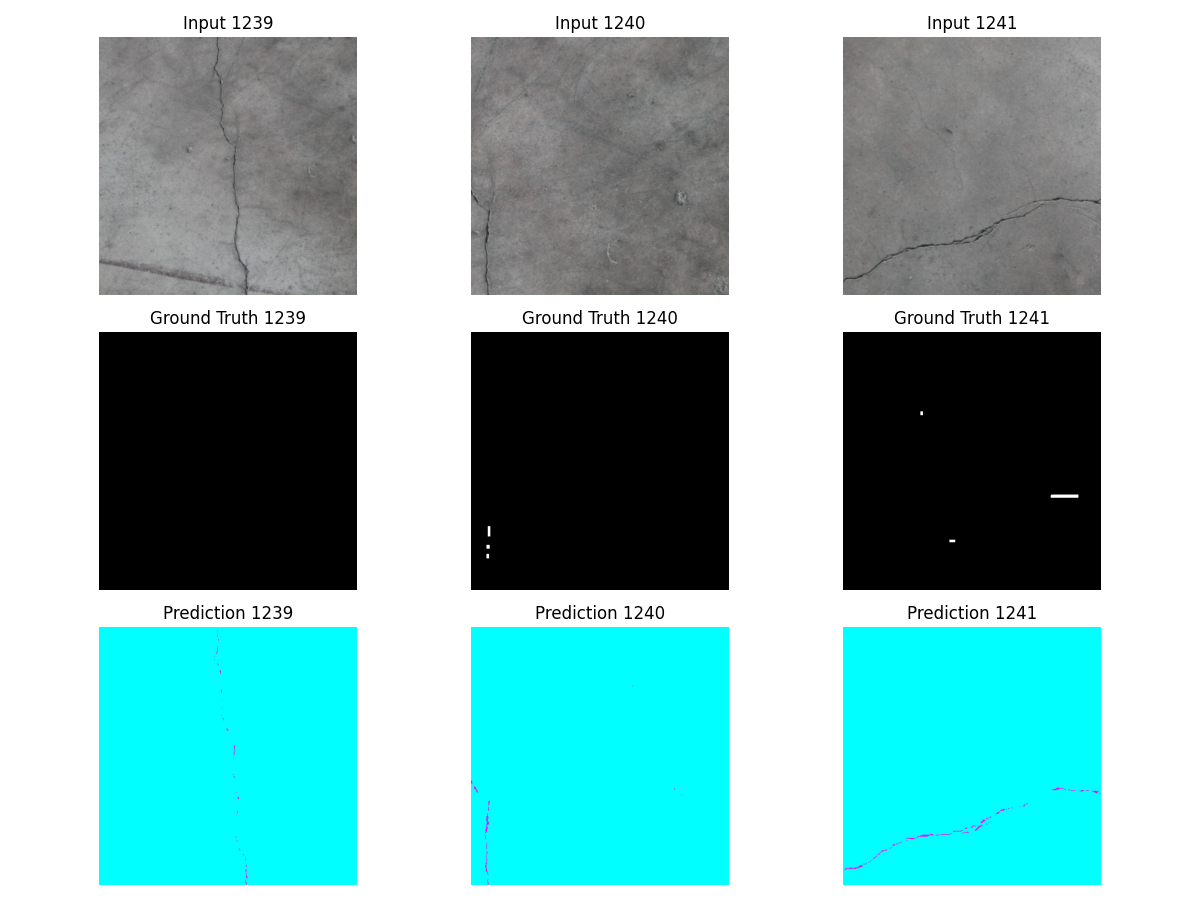 Input 1239
Input 1240
Input 1241
Ground Truth 1239
Ground Truth 1240
Ground Truth 1241
Prediction 1239
Prediction 1240
Prediction 1241